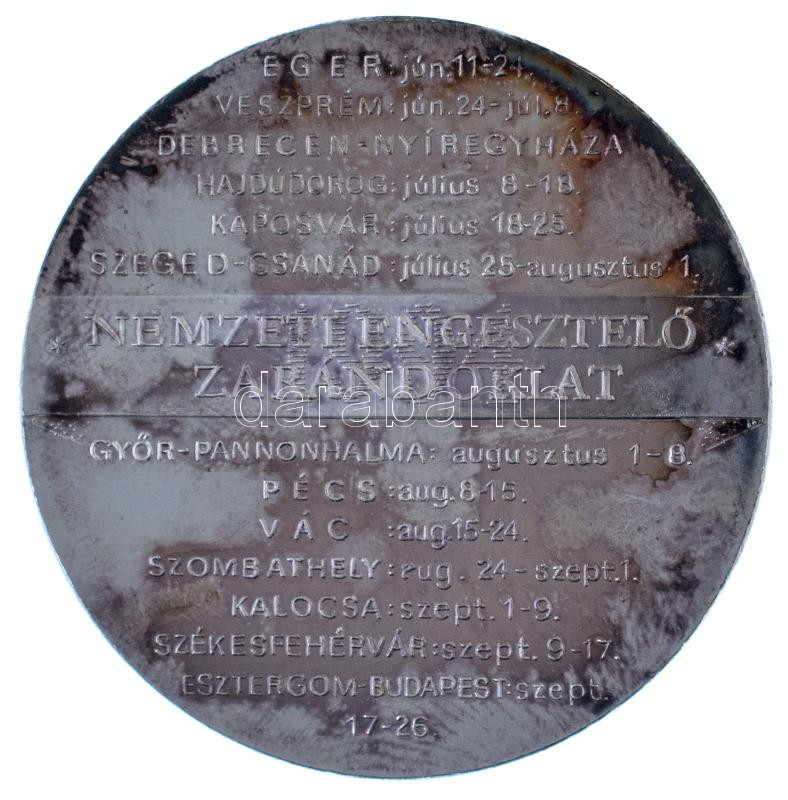 EGER: jún. 11-24.
VESZPRÉM: jún. 24-júl. 8.
DEBRECEN-NYÍREGYHÁZA
HAJDÚDOROG: július 8-18.
KAPOSVÁR: július 18-25.
SZEGED-CSANÁD: július 25-augusztus 1.
* NEMZETI ENGESZTELŐ *
ZARÁNDOKLAT
darabanth
GYŐR-PANNONHALMA: augusztus 1-8.
PÉCS: aug. 8-15.
VÁC: aug. 15-24.
SZOMBATHELY: aug. 24-szept. 1.
KALOCSA: szept. 1-9.
SZÉKESFEHÉRVÁR: szept. 9-17.
ESZTERGOM-BUDAPEST: szept.
17-26.